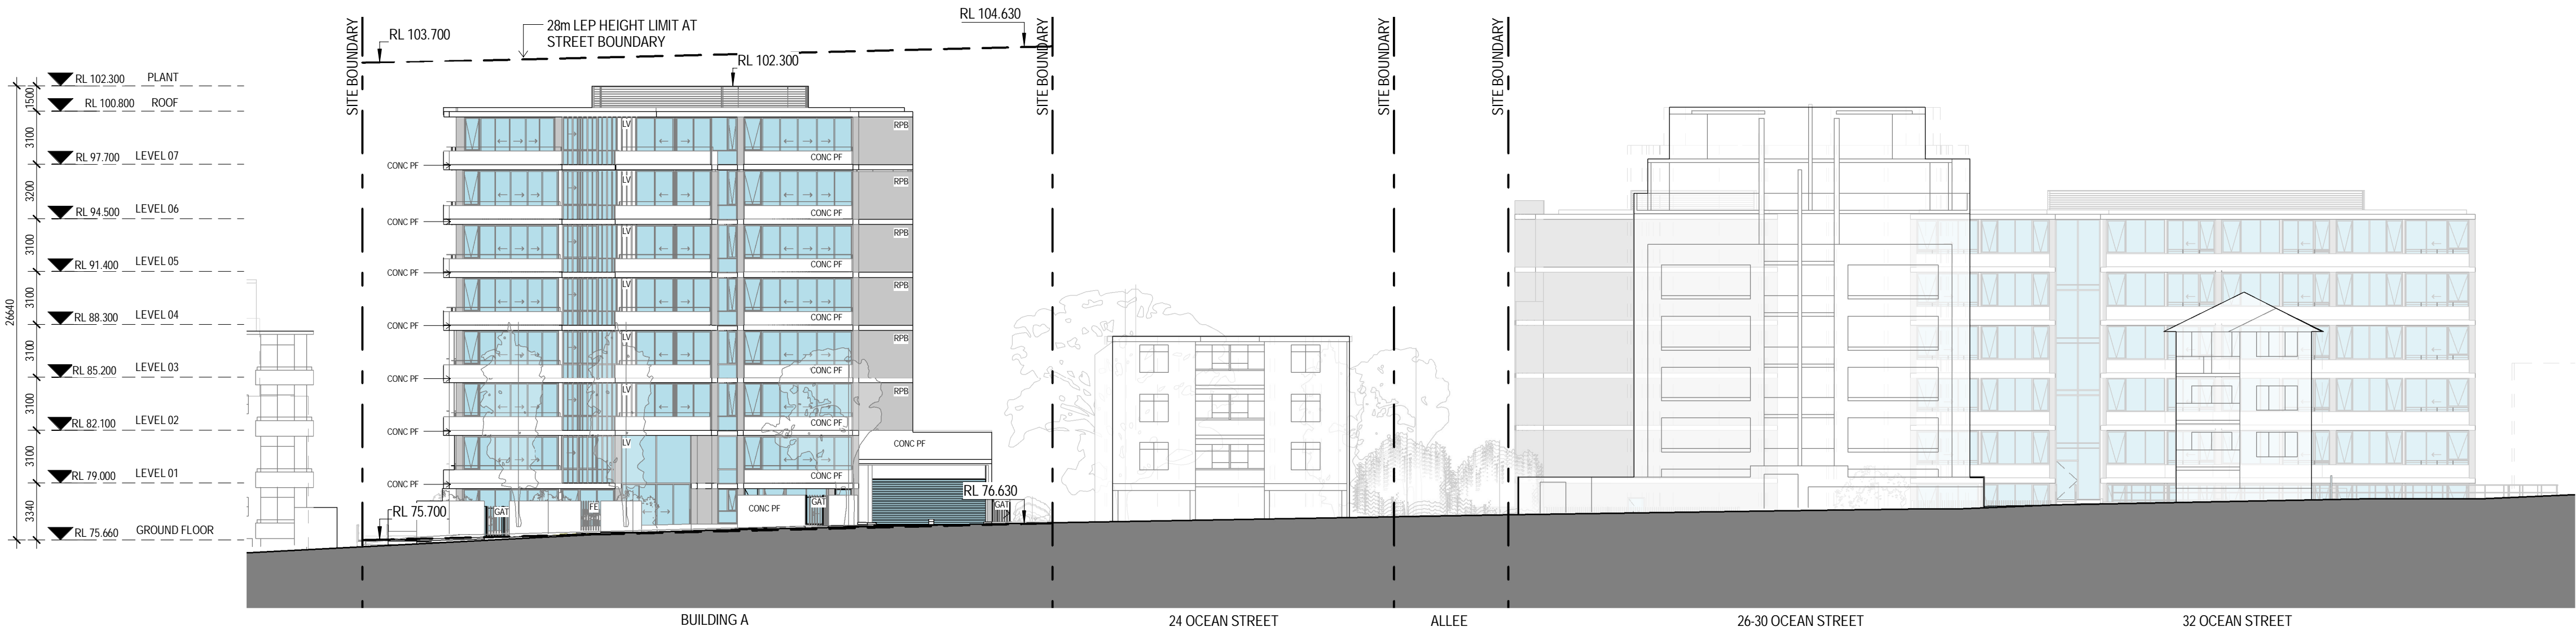 RL 104.630
28m LEP HEIGHT LIMIT AT
STREET BOUNDARY
RL 103.700
SITE BOUNDARY
SITE BOUNDARY
SITE BOUNDARY
SITE BOUNDARY
RL 102.300
RL 102.300 PLANT
1500
RL 100.800 ROOF
3100
RL 97.700 LEVEL 07
3200
RL 94.500 LEVEL 06
3100
RL 91.400 LEVEL 05
3100
RL 88.300 LEVEL 04
3100
RL 85.200 LEVEL 03
3100
RL 82.100 LEVEL 02
3100
RL 79.000 LEVEL 01
3340
RL 75.660 GROUND FLOOR
26640
LV RPB
CONC PF CONC PF
LV RPB
CONC PF CONC PF
LV RPB
CONC PF CONC PF
LV RPB
CONC PF CONC PF
LV RPB
CONC PF CONC PF
LV RPB
CONC PF CONC PF
LV CONC PF
CONC PF CONC PF
RL 76.630
RL 75.700
GAT FE CONC PF GAT GAT
BUILDING A
24 OCEAN STREET
ALLEE
26-30 OCEAN STREET
32 OCEAN STREET